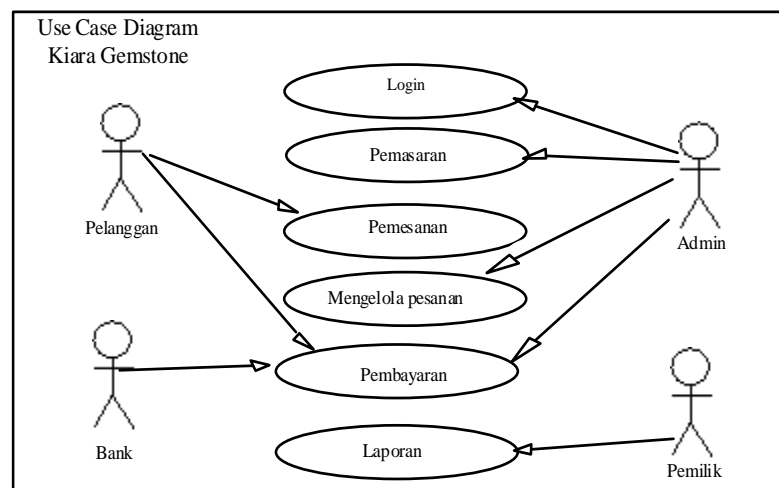 Use Case Diagram
Kiara Gemstone
Login
Pemasaran
Pelanggan
Pemesanan
Admin
Mengelola pesanan
Pembayaran
Bank
Laporan
Pemilik